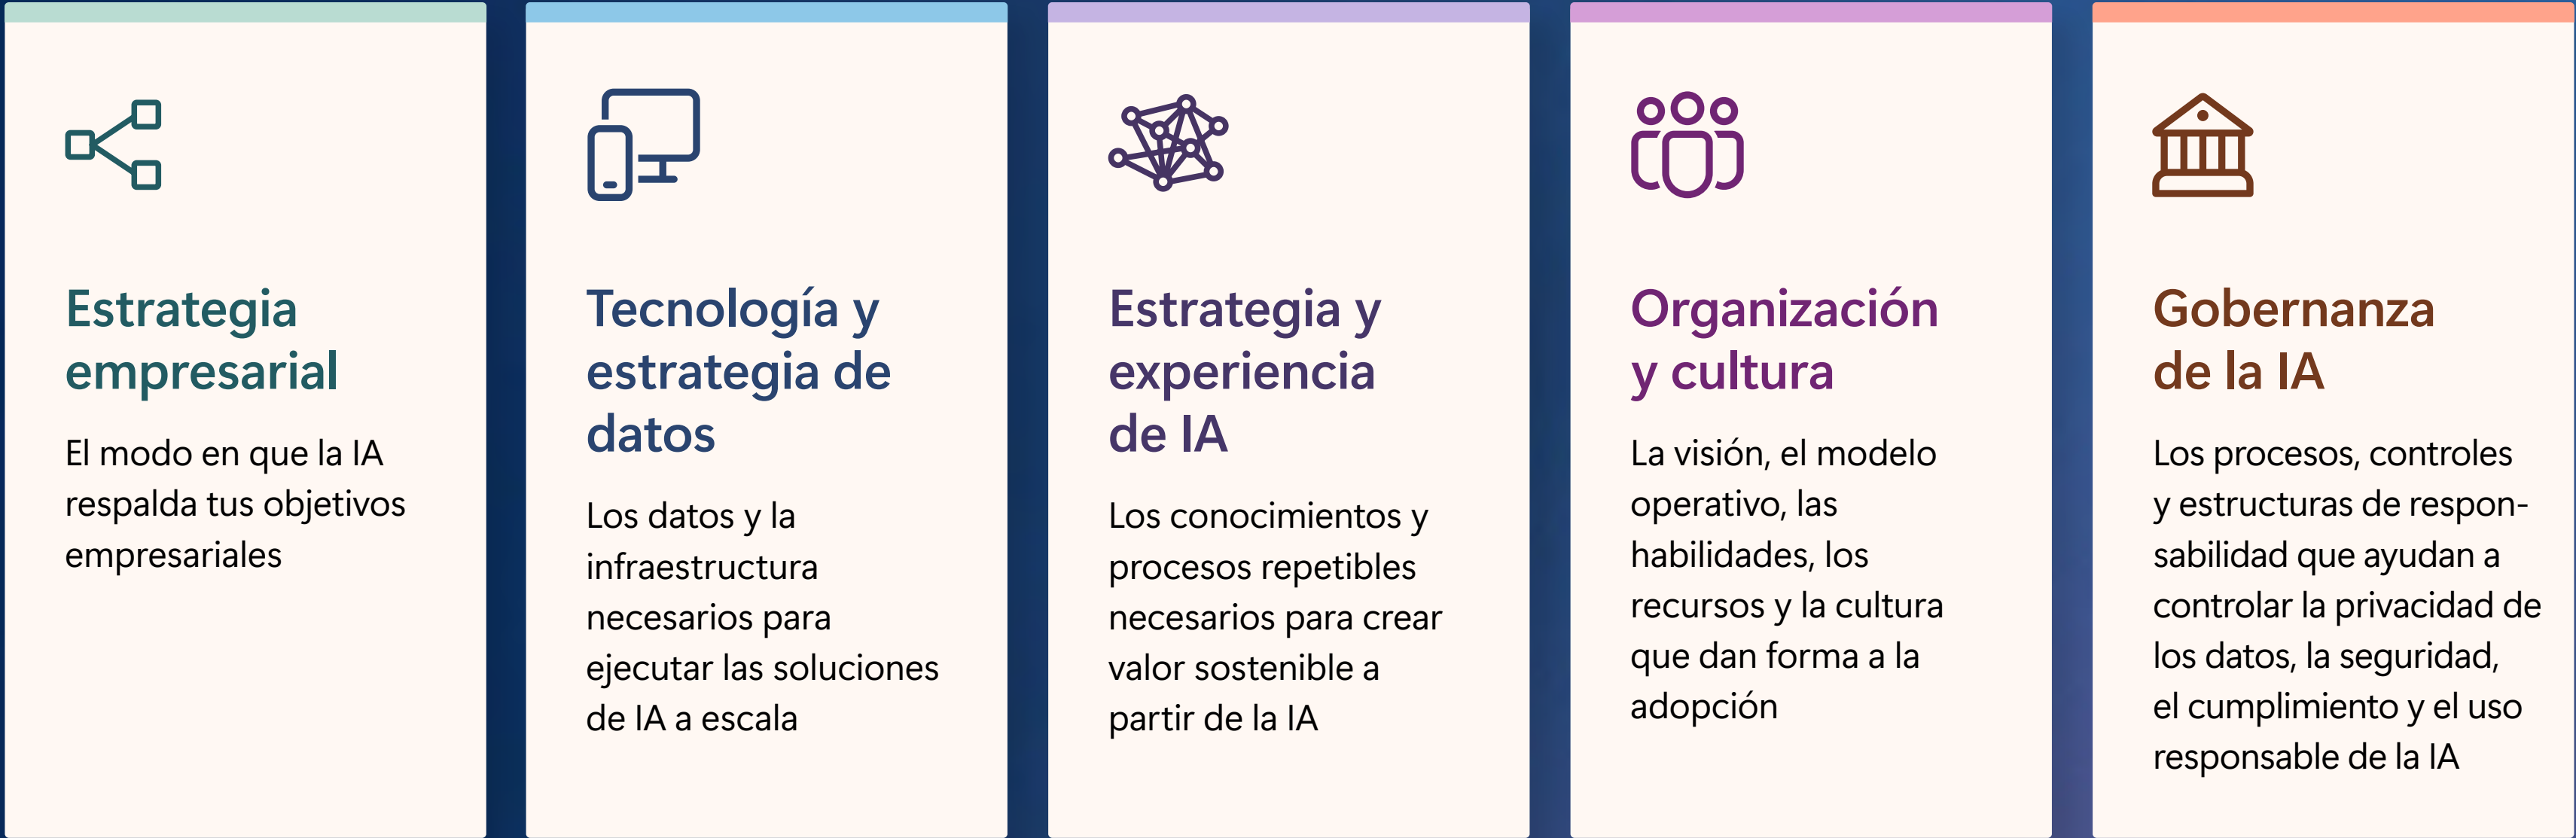 Estrategia
empresarial
El modo en que la IA
respalda tus objetivos
empresariales
Tecnología y
estrategia de
datos
Los datos y la
infraestructura
necesarios para
ejecutar las soluciones
de IA a escala
Estrategia y
experiencia
de IA
Los conocimientos y
procesos repetibles
necesarios para crear
valor sostenible a
partir de la IA
Organización
y cultura
La visión, el modelo
operativo, las
habilidades, los
recursos y la cultura
que dan forma a la
adopción
Gobernanza
de la IA
Los procesos, controles
y estructuras de respon-
sabilidad que ayudan a
controlar la privacidad de
los datos, la seguridad,
el cumplimiento y el uso
responsable de la IA